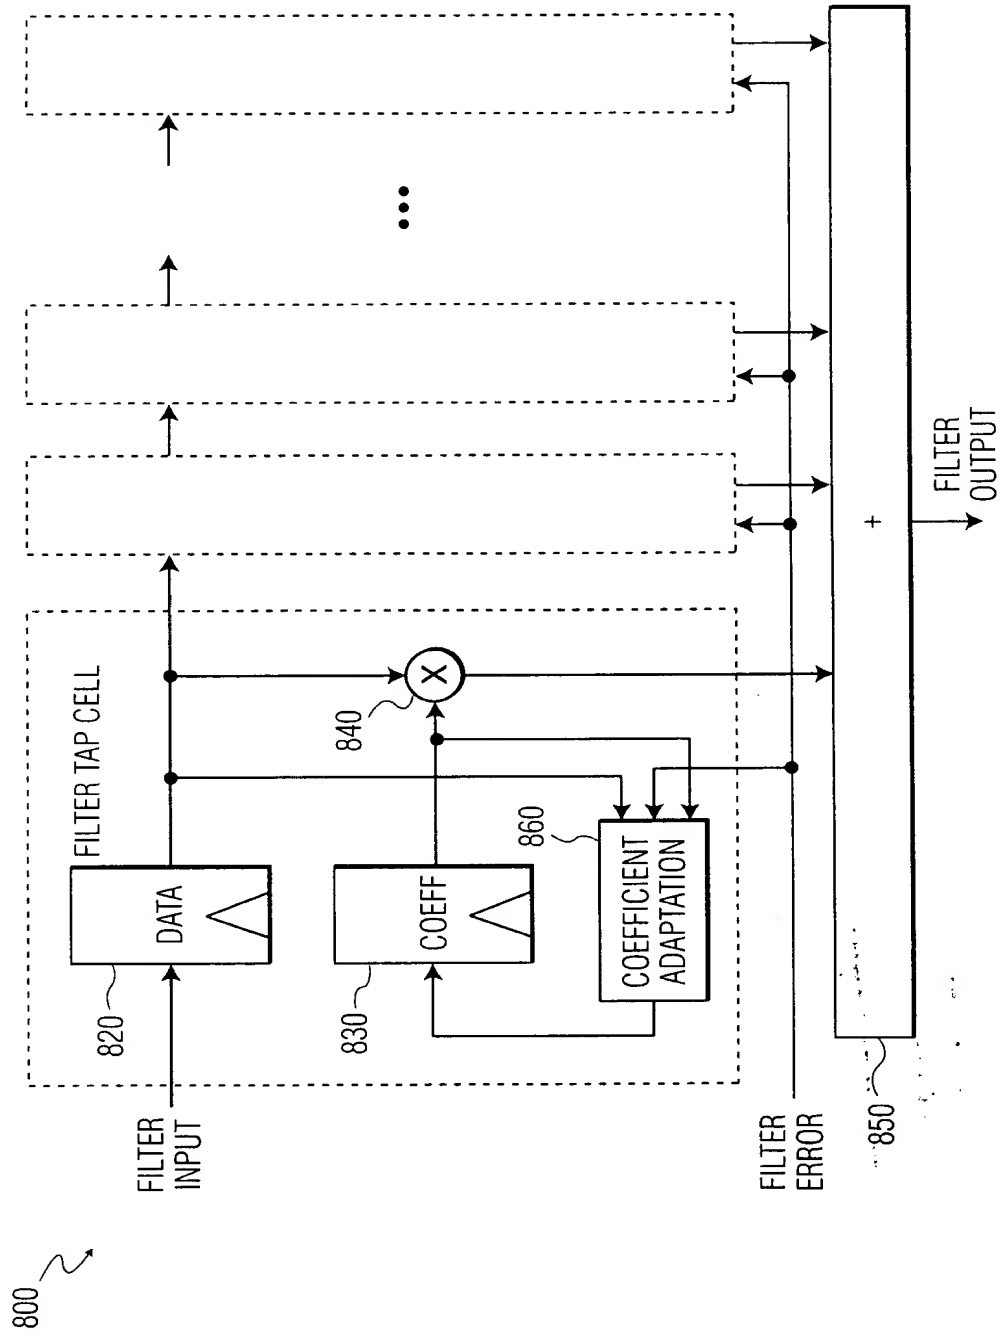 800
FILTER
INPUT
820
DATA
FILTER TAP CELL
830
COEFF
840
X
860
COEFFICIENT
ADAPTATION
•••
FILTER
ERROR
850
+
FILTER
OUTPUT